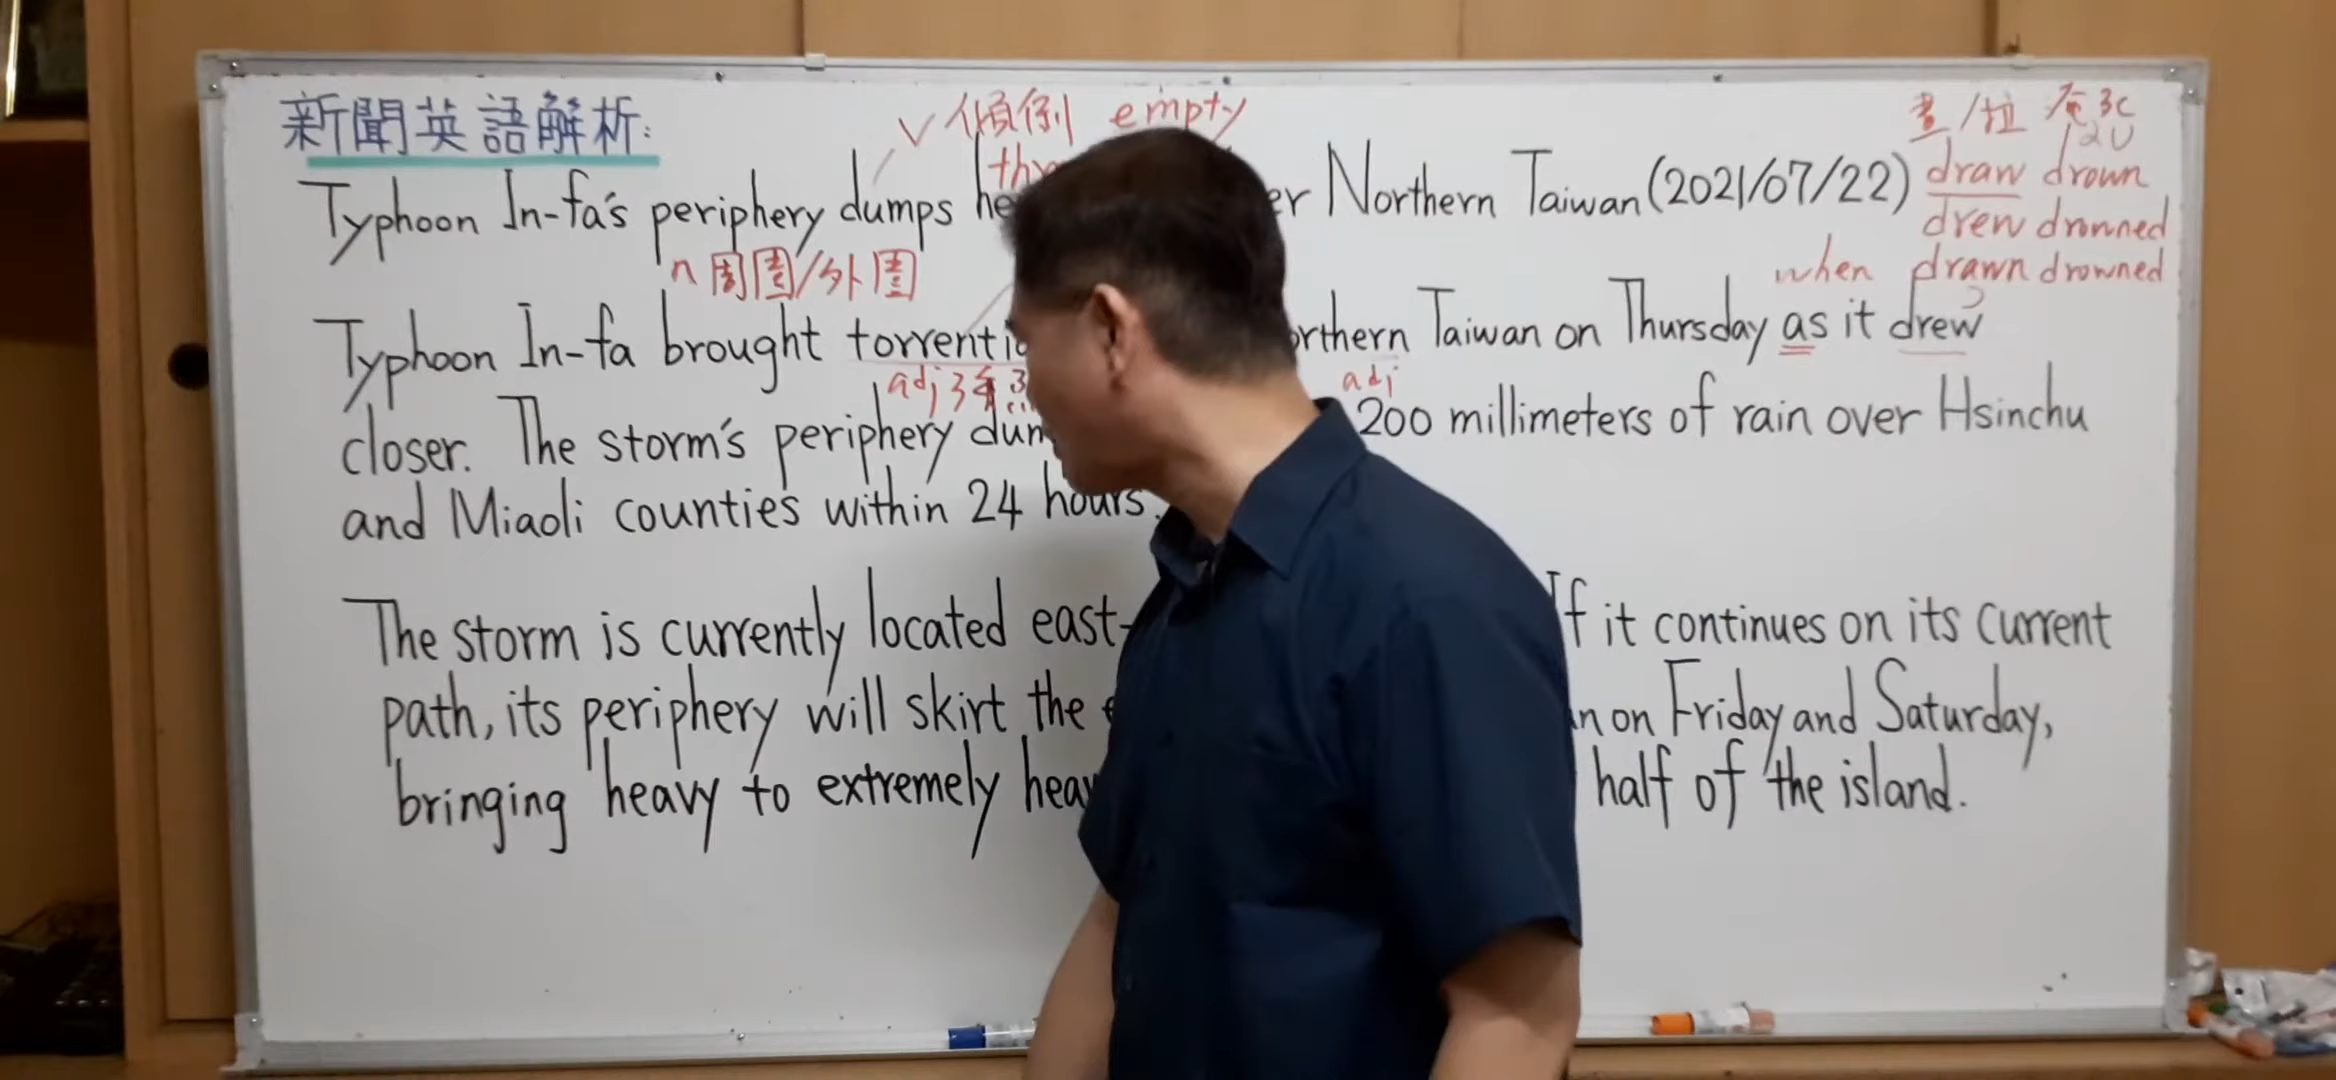 新聞英語解析:
v 傾倒 empty
畫/拉 3C
2U
Typhoon In-fa's periphery dumps he er Northern Taiwan (2021/07/22) draw drown
drew drowned
n 周圍/外圍
when drawn drowned
Typhoon In-fa brought torrenti orthern Taiwan on Thursday as it drew
adj adj
closer. The storm's periphery dum 200 millimeters of rain over Hsinchu
and Miaoli counties within 24 hours.
The storm is currently located east- If it continues on its current
path, its periphery will skirt the n on Friday and Saturday,
bringing heavy to extremely heav half of the island.